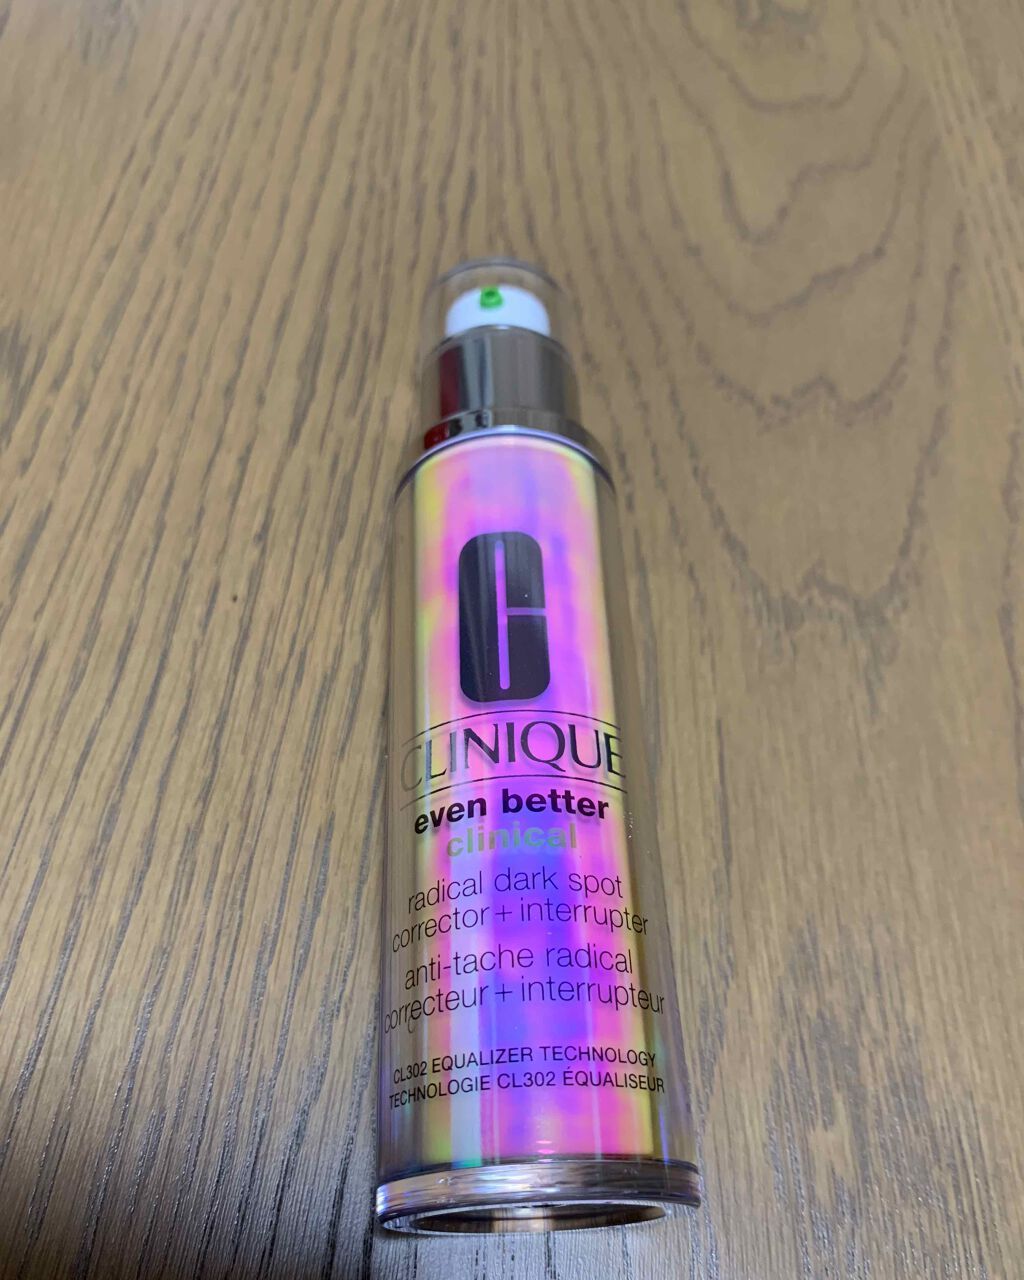 C
CLINIQUE
even better
clinical
radical dark spot
corrector + interrupter
anti-tache radical
correcteur + interrupteur
CL302 EQUALIZER TECHNOLOGY
TECHNOLOGIE CL302 ÉQUALISEUR